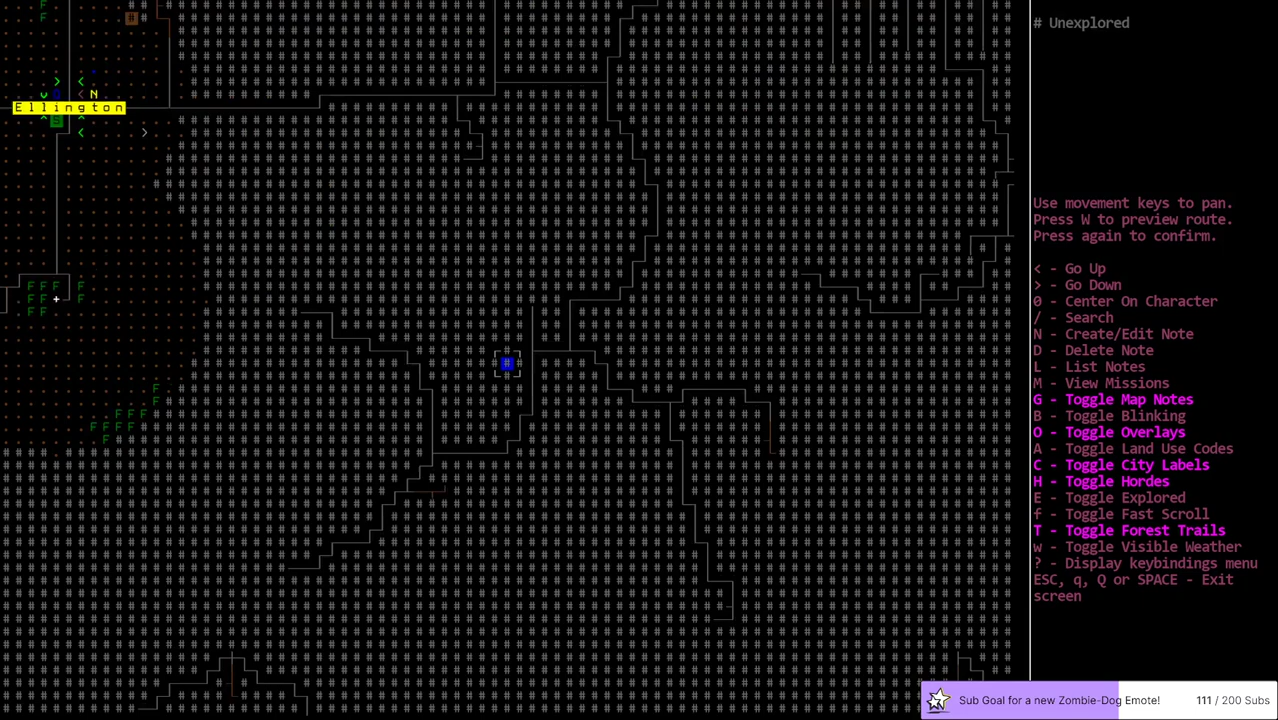 # Unexplored
Ellington
Use movement keys to pan.
Press W to preview route.
Press again to confirm.
< - Go Up
> - Go Down
0 - Center On Character
/ - Search
N - Create/Edit Note
D - Delete Note
L - List Notes
M - View Missions
G - Toggle Map Notes
B - Toggle Blinking
O - Toggle Overlays
A - Toggle Land Use Codes
C - Toggle City Labels
H - Toggle Hordes
E - Toggle Explored
f - Toggle Fast Scroll
T - Toggle Forest Trails
w - Toggle Visible Weather
? - Display keybindings menu
ESC, q, Q or SPACE - Exit
screen
Sub Goal for a new Zombie-Dog Emote! 111 / 200 Subs